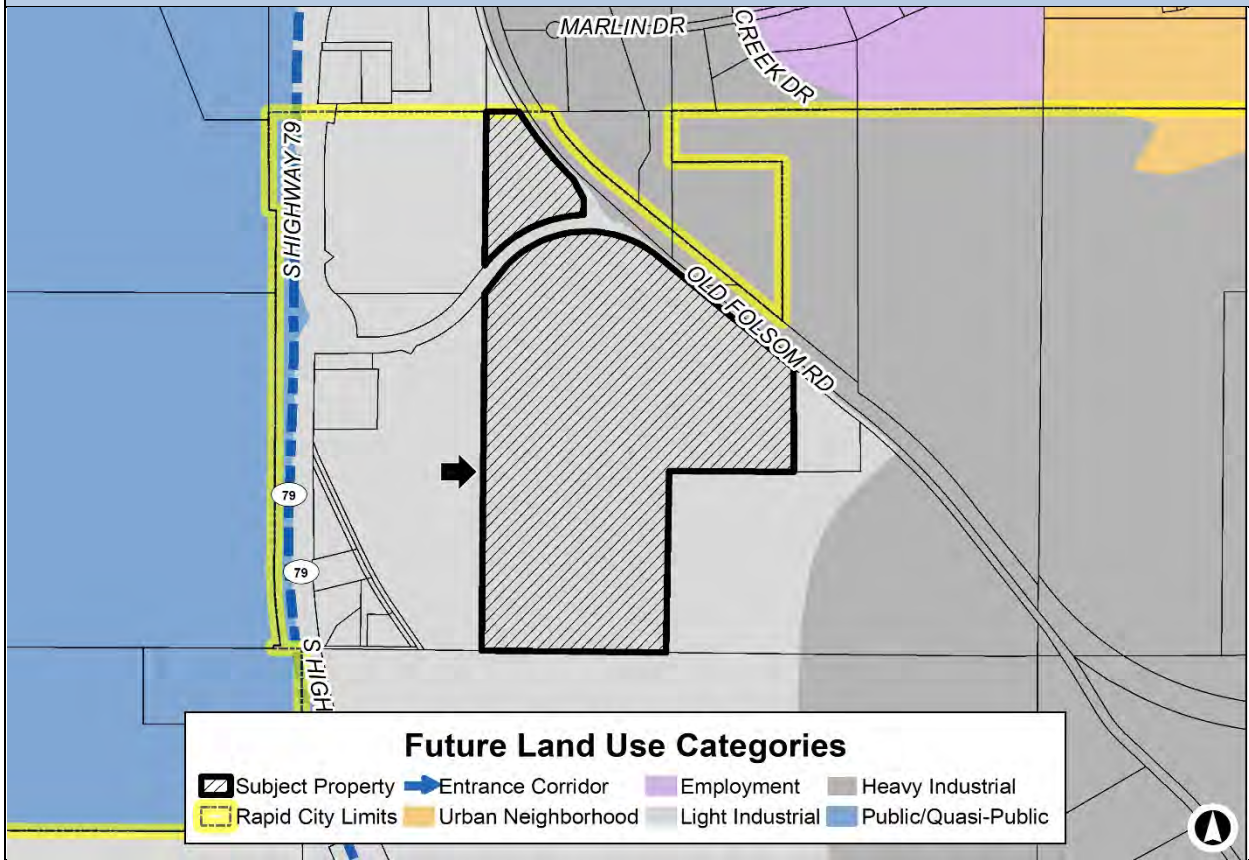 MARLIN DR
CREEK DR
S HIGHWAY 79
OLD FOLSOM RD
79
79
S HIGH
Future Land Use Categories
Subject Property Entrance Corridor Employment Heavy Industrial
Rapid City Limits Urban Neighborhood Light Industrial Public/Quasi-Public